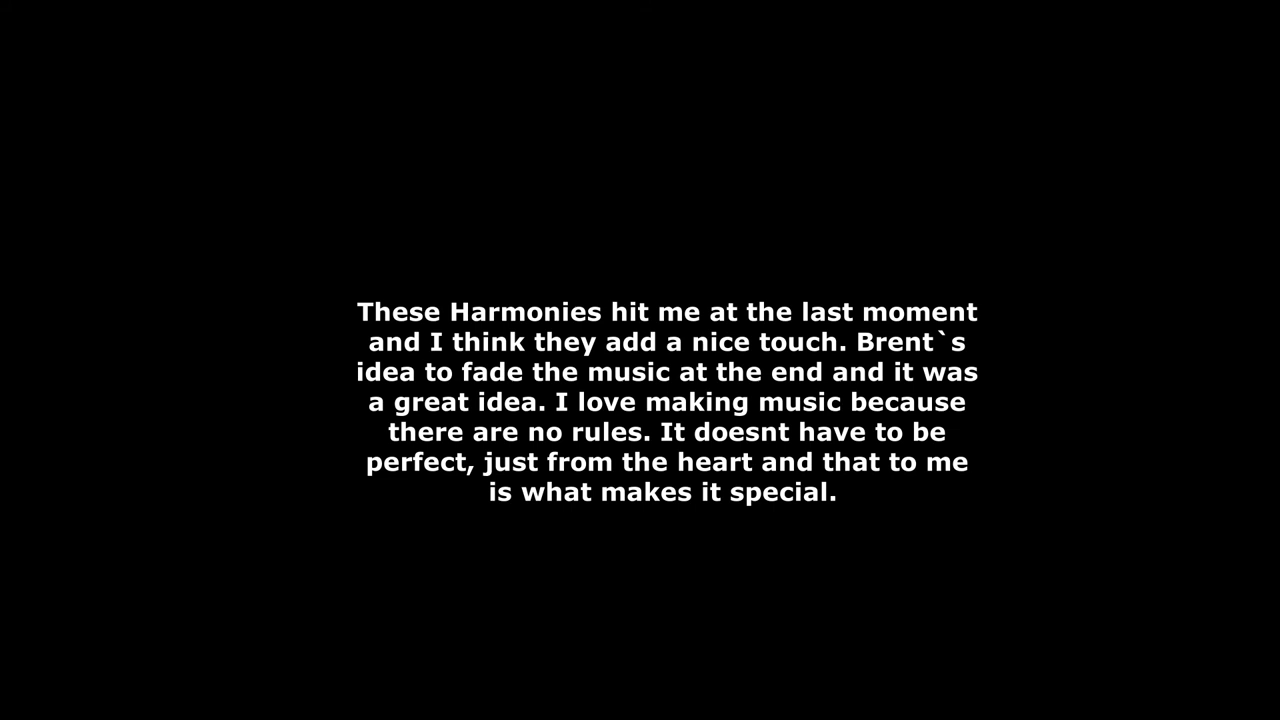 These Harmonies hit me at the last moment
and I think they add a nice touch. Brent`s
idea to fade the music at the end and it was
a great idea. I love making music because
there are no rules. It doesnt have to be
perfect, just from the heart and that to me
is what makes it special.